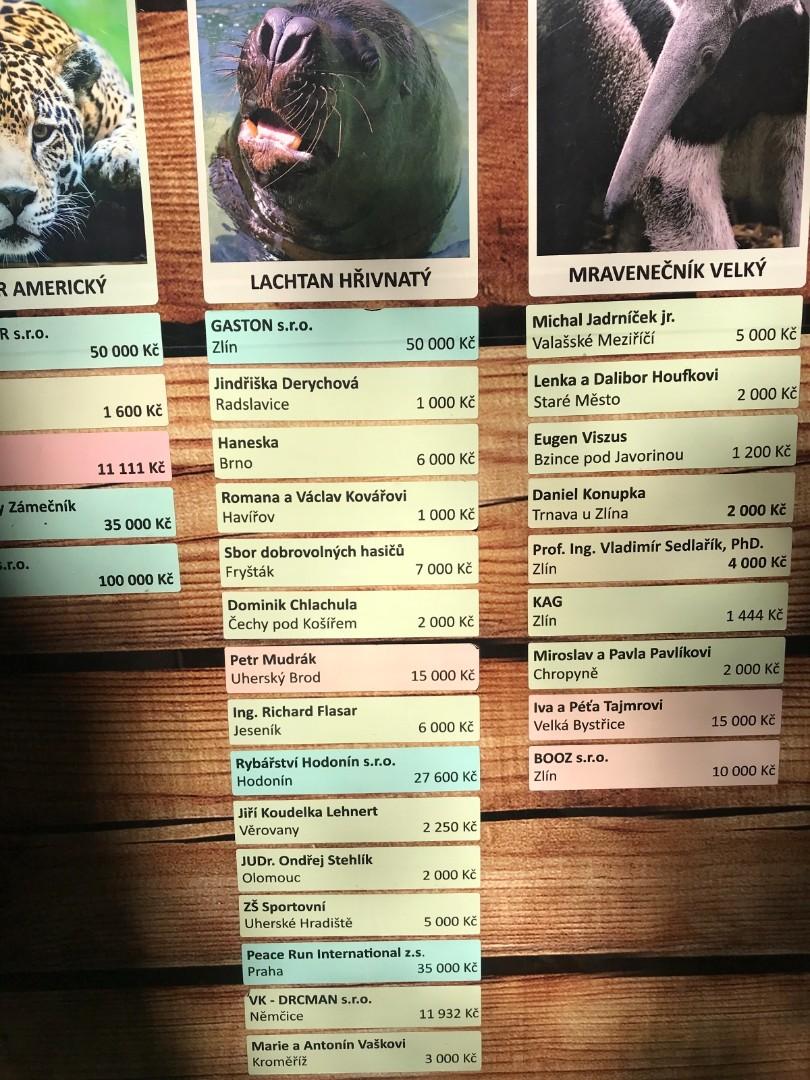 R AMERICKÝ
R s.r.o.
50 000 Kč
1 600 Kč
11 111 Kč
y Zámečník
35 000 Kč
s.r.o.
100 000 Kč
LACHTAN HŘIVNATÝ
GASTON s.r.o.
Zlín 50 000 Kč
Jindřiška Derychová
Radslavice 1 000 Kč
Haneska
Brno 6 000 Kč
Romana a Václav Kovářovi
Havířov 1 000 Kč
Sbor dobrovolných hasičů
Fryšták 7 000 Kč
Dominik Chlachula
Čechy pod Košířem 2 000 Kč
Petr Mudrák
Uherský Brod 15 000 Kč
Ing. Richard Flasar
Jeseník 6 000 Kč
Rybářství Hodonín s.r.o.
Hodonín 27 600 Kč
Jiří Koudelka Lehnert
Věrovany 2 250 Kč
JUDr. Ondřej Stehlík
Olomouc 2 000 Kč
ZŠ Sportovní
Uherské Hradiště 5 000 Kč
Peace Run International z.s.
Praha 35 000 Kč
VK - DRCMAN s.r.o.
Němčice 11 932 Kč
Marie a Antonín Vaškovi
Kroměříž 3 000 Kč
MRAVENEČNÍK VELKÝ
Michal Jadrníček jr.
Valašské Meziříčí 5 000 Kč
Lenka a Dalibor Houfkovi
Staré Město 2 000 Kč
Eugen Viszus
Bzince pod Javorinou 1 200 Kč
Daniel Konupka
Trnava u Zlína 2 000 Kč
Prof. Ing. Vladimír Sedlařík, PhD.
Zlín 4 000 Kč
KAG
Zlín 1 444 Kč
Miroslav a Pavla Pavlíkovi
Chropyně 2 000 Kč
Iva a Péťa Tajmrovi
Velká Bystřice 15 000 Kč
BOOZ s.r.o.
Zlín 10 000 Kč